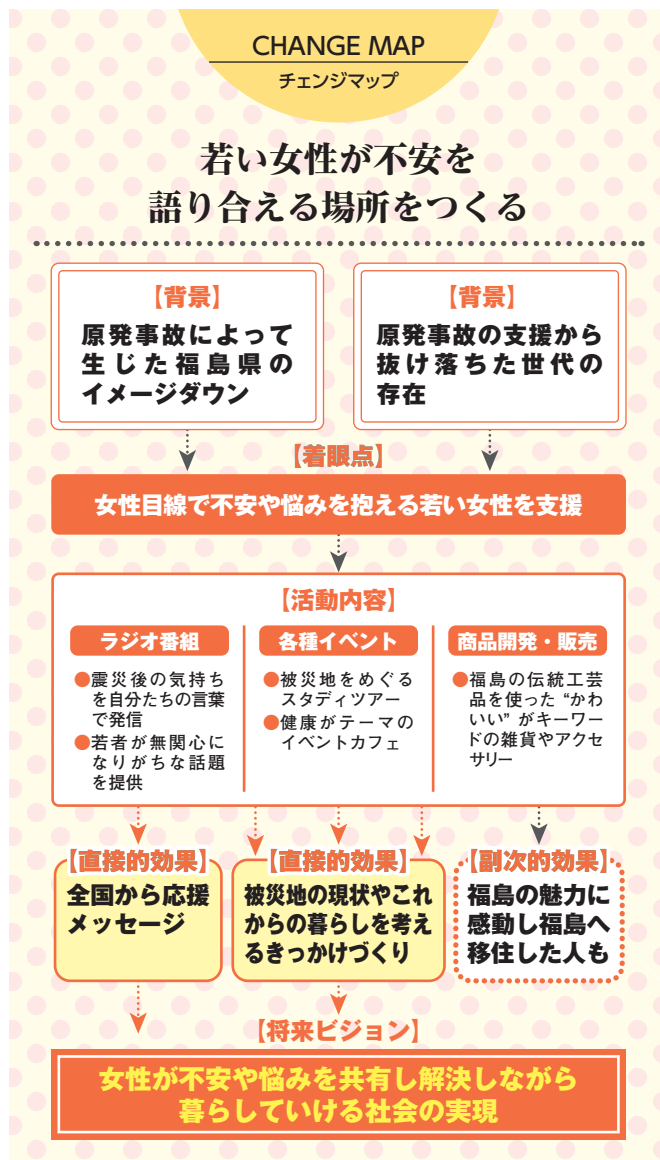 CHANGE MAP
チェンジマップ
若い女性が不安を
語り合える場所をつくる
【背景】
原発事故によって
生じた福島県の
イメージダウン
【背景】
原発事故の支援から
抜け落ちた世代の
存在
【着眼点】
女性目線で不安や悩みを抱える若い女性を支援
【活動内容】
ラジオ番組
●震災後の気持ち
を自分たちの言葉
で発信
●若者が無関心に
なりがちな話題
を提供
各種イベント
●被災地をめぐる
スタディツアー
●健康がテーマの
イベントカフェ
商品開発・販売
●福島の伝統工芸
品を使った“かわ
いい”がキーワー
ドの雑貨やアクセ
サリー
【直接的効果】
全国から応援
メッセージ
【直接的効果】
被災地の現状やこれ
からの暮らしを考え
るきっかけづくり
【副次的効果】
福島の魅力に
感動し福島へ
移住した人も
【将来ビジョン】
女性が不安や悩みを共有し解決しながら
暮らしていける社会の実現